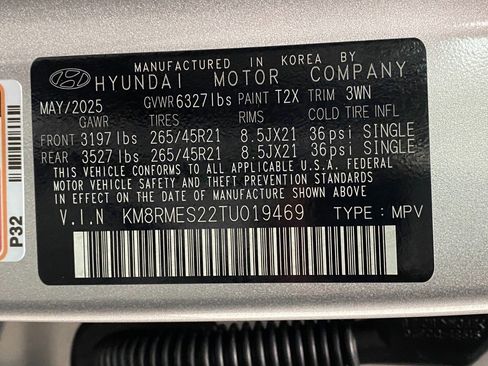 MANUFACTURED IN KOREA BY
HYUNDAI MOTOR COMPANY
MAY/2025 GVWR 6327lbs PAINT T2X TRIM 3WN
GAWR TIRES RIMS COLD TIRE INFL
FRONT 3197lbs 265/45R21 8.5JX21 36psi SINGLE
REAR 3527lbs 265/45R21 8.5JX21 36psi SINGLE
THIS VEHICLE CONFORMS TO ALL APPLICABLE U.S.A. FEDERAL
MOTOR VEHICLE SAFETY STANDARDS IN EFFECT ON THE DATE OF
MANUFACTURE SHOWN ABOVE.
V.I.N KM8RMES22TU019469 TYPE : MPV
P32